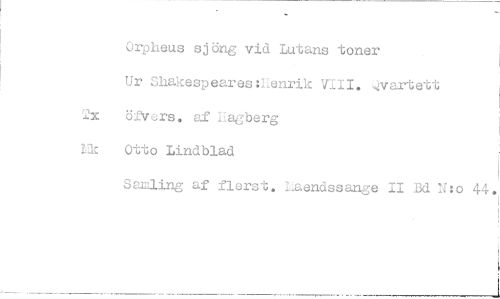 Orpheus sjöng vid Lutans toner
Ur Shakespeares:Henrik VIII. Qvartett
Tx öfvers. af Hagberg
Mk Otto Lindblad
Samling af flerst. Maendssange II Bd N:o 44.